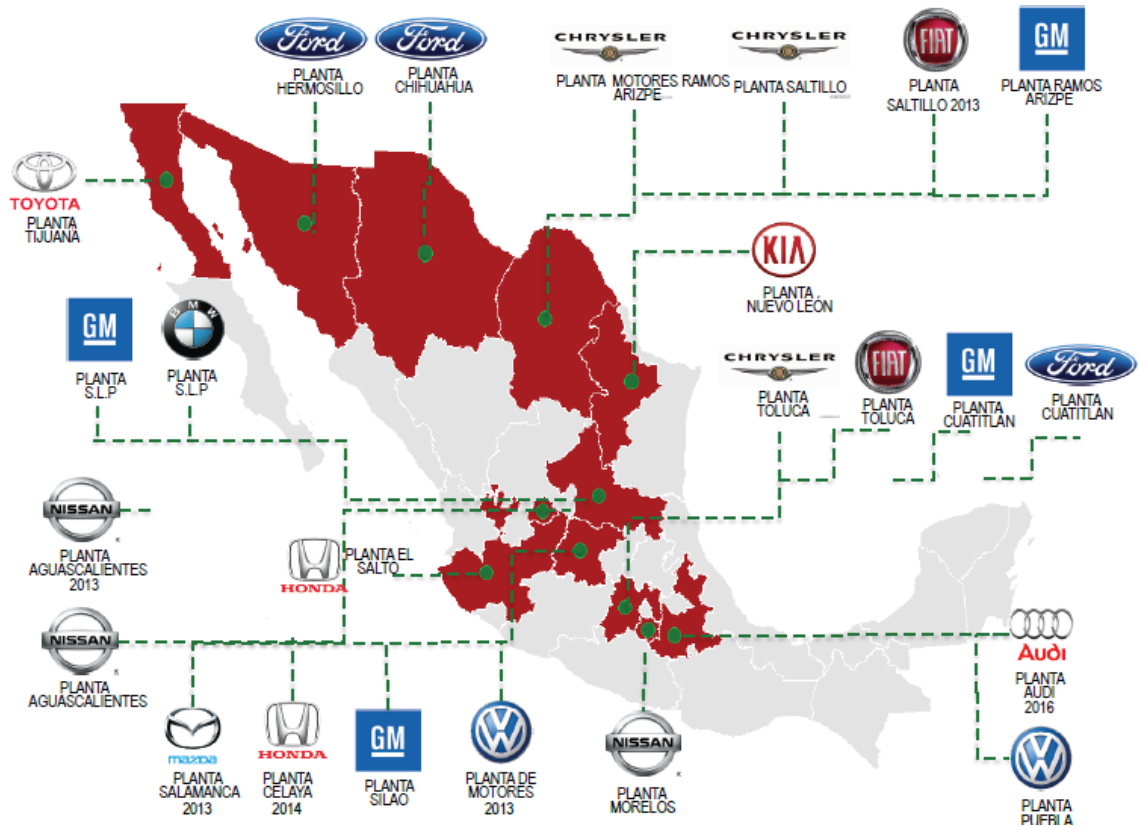 Ford
PLANTA
HERMOSILLO
Ford
PLANTA
CHIHUAHUA
CHRYSLER
PLANTA MOTORES RAMOS
ARIZPE
CHRYSLER
PLANTA SALTILLO
FIAT
PLANTA
SALTILLO 2013
GM
PLANTA RAMOS
ARIZPE
TOYOTA
PLANTA
TIJUANA
KIA
PLANTA
NUEVO LEÓN
GM
PLANTA
S.L.P
BMW
PLANTA
S.L.P
CHRYSLER
PLANTA
TOLUCA
FIAT
PLANTA
TOLUCA
GM
PLANTA
CUATITLAN
Ford
PLANTA
CUATITLAN
NISSAN
PLANTA
AGUASCALIENTES
2013
HONDA
PLANTA EL
SALTO
NISSAN
PLANTA
AGUASCALIENTES
mazda
PLANTA
SALAMANCA
2013
HONDA
PLANTA
CELAYA
2014
GM
PLANTA
SILAO
VW
PLANTA DE
MOTORES
2013
NISSAN
PLANTA
MORELOS
Audi
PLANTA
AUDI
2016
VW
PLANTA
PUEBLA